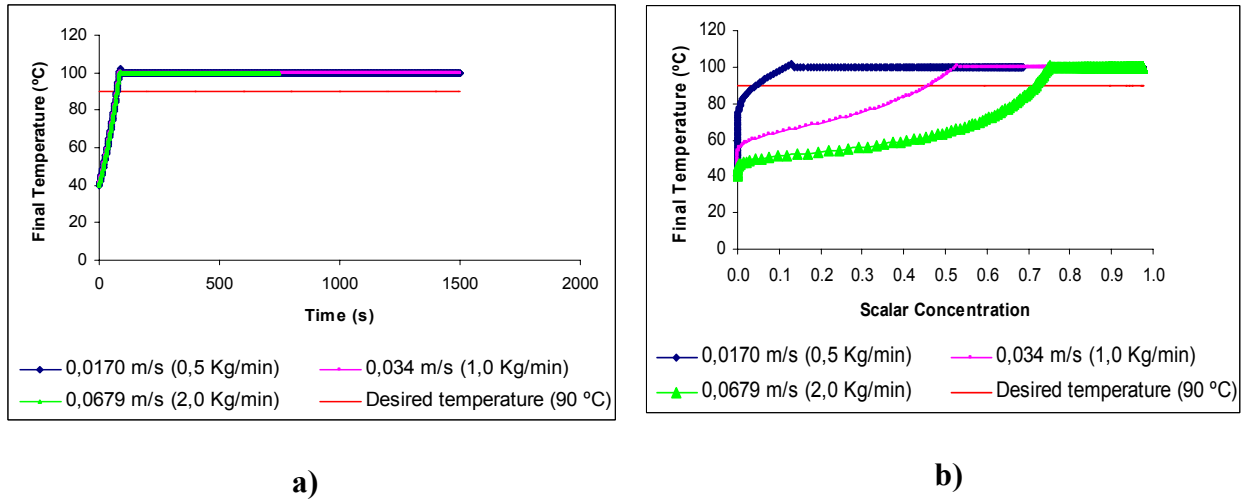 120
100
80
60
40
20
0
Final Temperature (ºC)
0 500 1000 1500 2000
Time (s)
0,0170 m/s (0,5 Kg/min) 0,034 m/s (1,0 Kg/min)
0,0679 m/s (2,0 Kg/min) Desired temperature (90 ºC)
a)
120
100
80
60
40
20
0
Final Temperature (ºC)
0.0 0.1 0.2 0.3 0.4 0.5 0.6 0.7 0.8 0.9 1.0
Scalar Concentration
0,0170 m/s (0,5 Kg/min) 0,034 m/s (1,0 Kg/min)
0,0679 m/s (2,0 Kg/min) Desired temperature (90 ºC)
b)